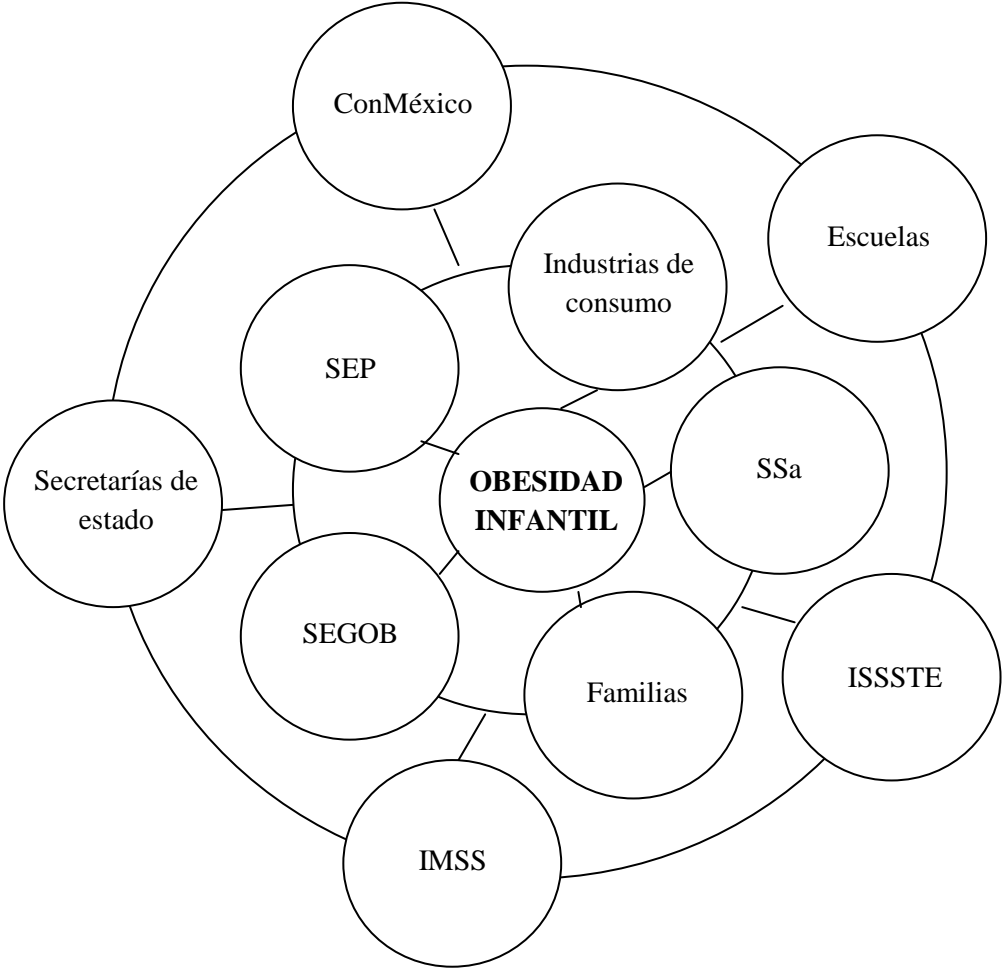 ConMéxico
Escuelas
Industrias de
consumo
SEP
SSa
Secretarías de
estado
OBESIDAD
INFANTIL
SEGOB
Familias
ISSSTE
IMSS